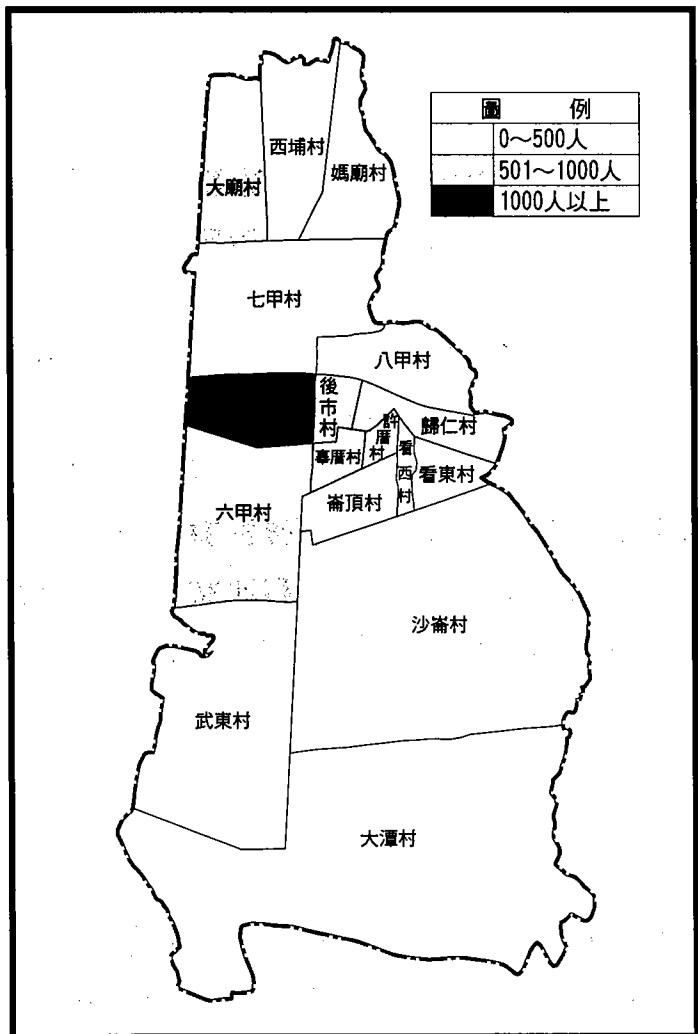 圖 例
0～500人
501～1000人
1000人以上
西埔村
大廟村
媽廟村
七甲村
八甲村
後市村
歸仁村
許厝村
辜厝村
看西村
看東村
崙頂村
六甲村
沙崙村
武東村
大潭村